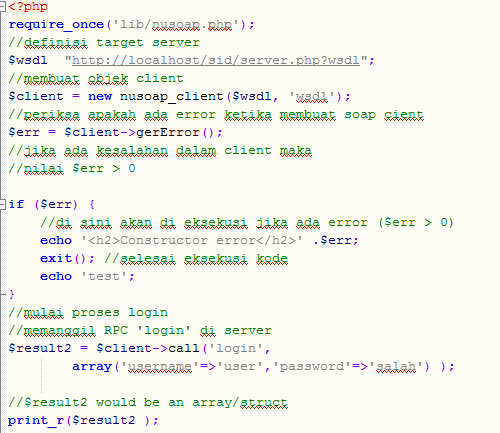 <?php
require_once('lib/nusoap.php');
//definisi target server
$wsdl  "http://localhost/sid/server.php?wsdl";
//membuat objek client
$client = new nusoap_client($wsdl, 'wsdl');
//periksa apakah ada error ketika membuat soap cient
$err = $client->gerError();
//jika ada kesalahan dalam client maka
//nilai $err > 0
if ($err) {
//di sini akan di eksekusi jika ada error ($err > 0)
echo '<h2>Constructor error</h2>' .$err;
exit(); //selesai eksekusi kode
echo 'test';
}
//mulai proses login
//memanggil RPC 'login' di server
$result2 = $client->call('login',
array('username'=>'user','password'=>'salah') );
//$result2 would be an array/struct
print_r($result2 );